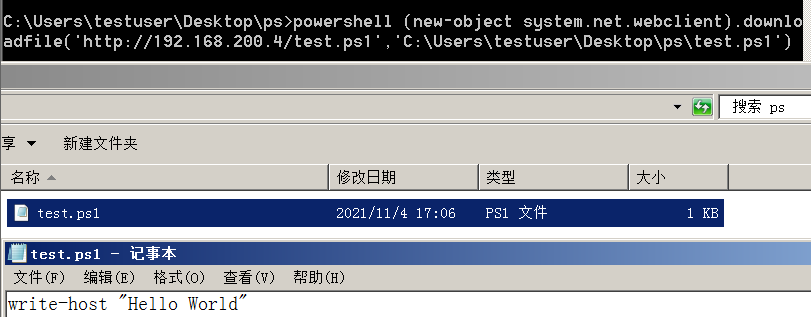 C:\Users\testuser\Desktop\ps>powershell (new-object system.net.webclient).downlo
adfile('http://192.168.200.4/test.ps1','C:\Users\testuser\Desktop\ps\test.ps1')
搜索 ps
享 新建文件夹
名称 修改日期 类型 大小
test.ps1 2021/11/4 17:06 PS1 文件 1 KB
test.ps1 - 记事本
文件(F) 编辑(E) 格式(O) 查看(V) 帮助(H)
write-host "Hello World"